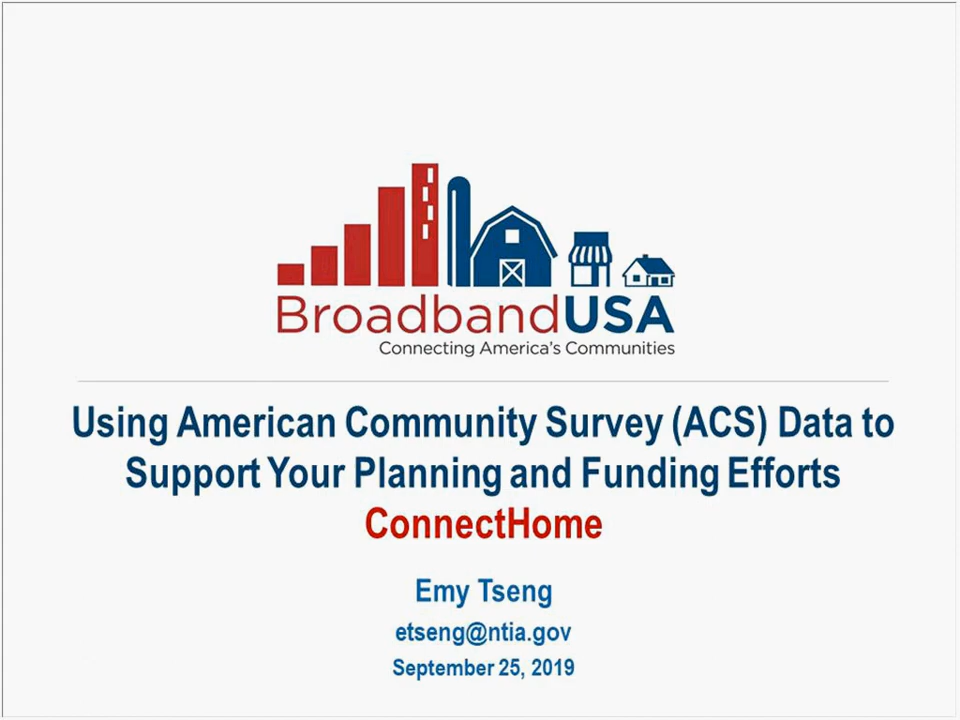 BroadbandUSA
Connecting America's Communities
Using American Community Survey (ACS) Data to
Support Your Planning and Funding Efforts
ConnectHome
Emy Tseng
etseng@ntia.gov
September 25, 2019